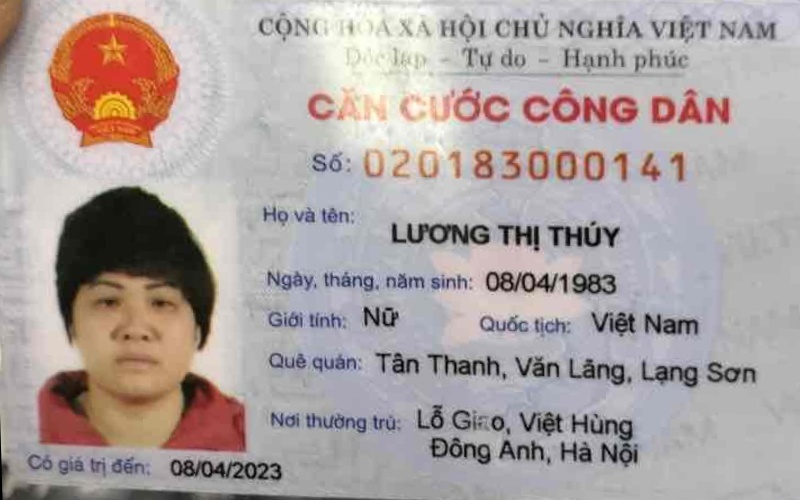 CỘNG HOÀ XÃ HỘI CHỦ NGHĨA VIỆT NAM
Độc lập - Tự do - Hạnh phúc
CĂN CƯỚC CÔNG DÂN
Số: 020183000141
Họ và tên: LƯƠNG THỊ THÚY
Ngày, tháng, năm sinh: 08/04/1983
Giới tính: Nữ Quốc tịch: Việt Nam
Quê quán: Tân Thanh, Văn Lãng, Lạng Sơn
Nơi thường trú: Lỗ Giao, Việt Hùng
Đông Anh, Hà Nội
Có giá trị đến: 08/04/2023